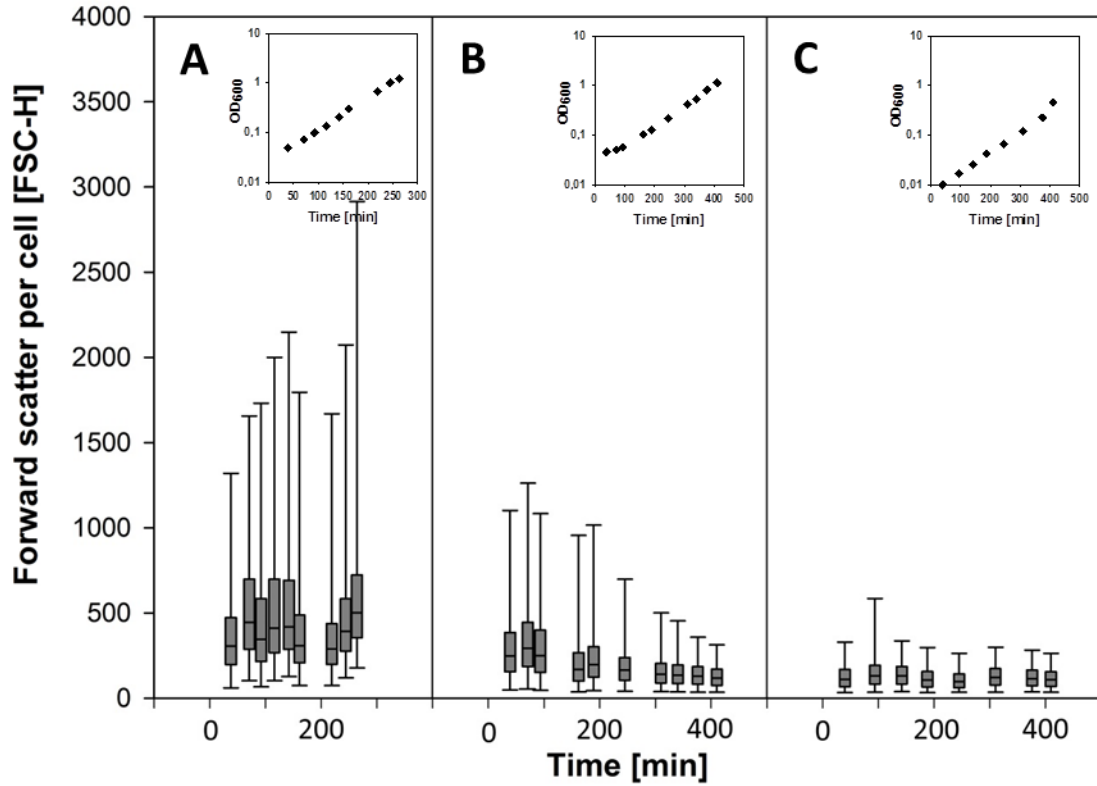 Forward scatter per cell [FSC-H]
4000
3500
3000
2500
2000
1500
1000
500
0
A
OD600
10
1
0,1
0,01
0 50 100 150 200 250 300
Time [min]
B
OD600
10
1
0,1
0,01
0 100 200 300 400 500
Time [min]
C
OD600
10
1
0,1
0,01
0 100 200 300 400 500
Time [min]
0 200 0 200 400 0 200 400
Time [min]